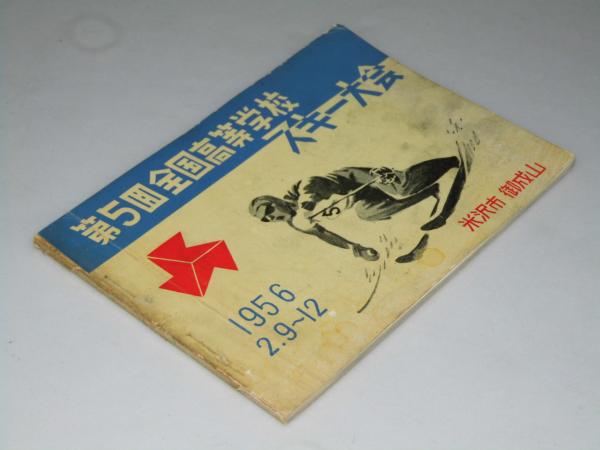 第5回全国高等学校
スキー大会
5
1956
2.9~12
米沢市 御成山